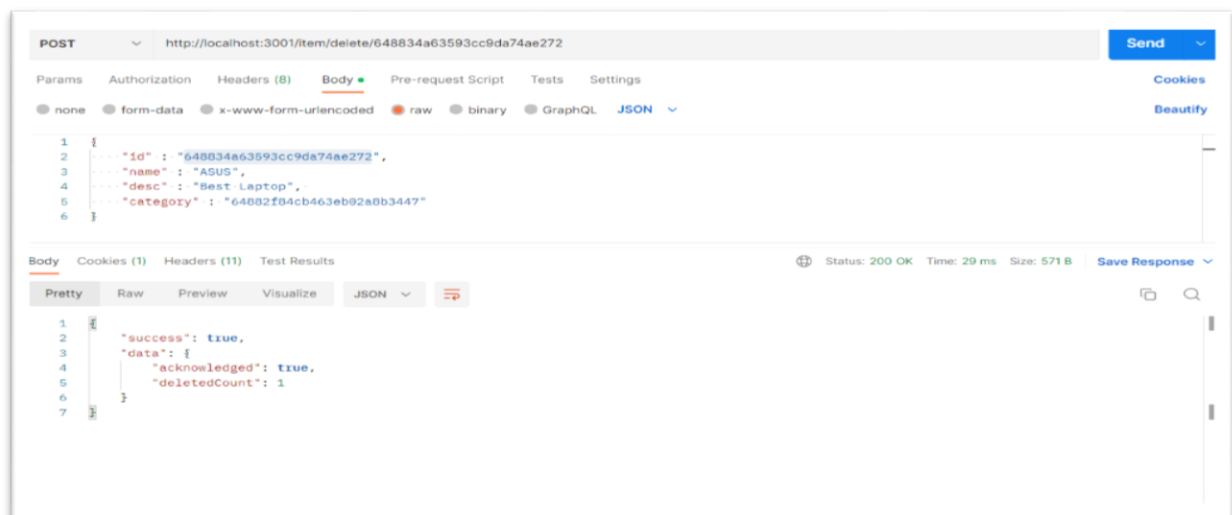 POST http://localhost:3001/item/delete/648834a63593cc9da74ae272 Send
Params Authorization Headers (8) Body Pre-request Script Tests Settings Cookies
none form-data x-www-form-urlencoded raw binary GraphQL JSON Beautify
1 {
2 "id" : "648834a63593cc9da74ae272",
3 "name" : "ASUS",
4 "desc" : "Best Laptop",
5 "category" : "64882f84cb463eb02a8b3447"
6 }
Body Cookies (1) Headers (11) Test Results Status: 200 OK Time: 29 ms Size: 571 B Save Response
Pretty Raw Preview Visualize JSON
1 {
2 "success": true,
3 "data": {
4 "acknowledged": true,
5 "deletedCount": 1
6 }
7 }